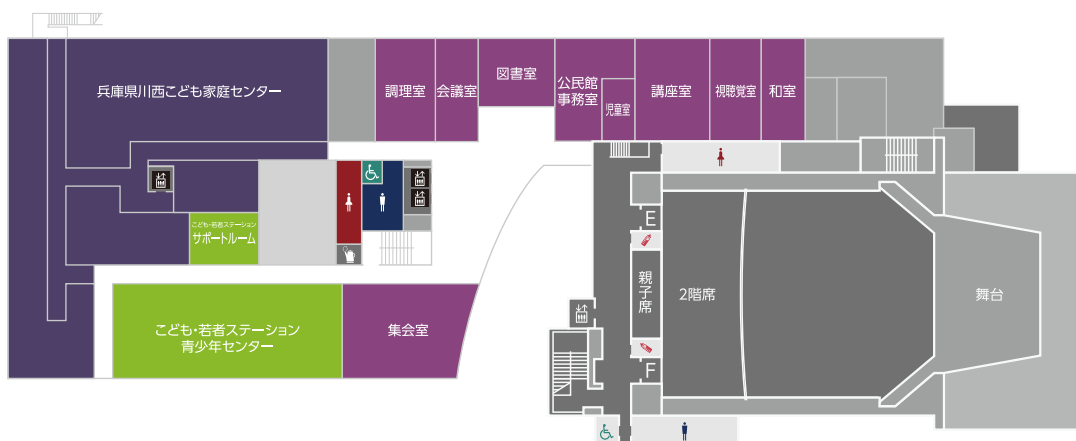 兵庫県川西こども家庭センター
調理室
会議室
図書室
公民館
事務室
児童室
講座室
視聴覚室
和室
こども・若者ステーション
サポートルーム
E
親子席
2階席
舞台
こども・若者ステーション
青少年センター
集会室
F